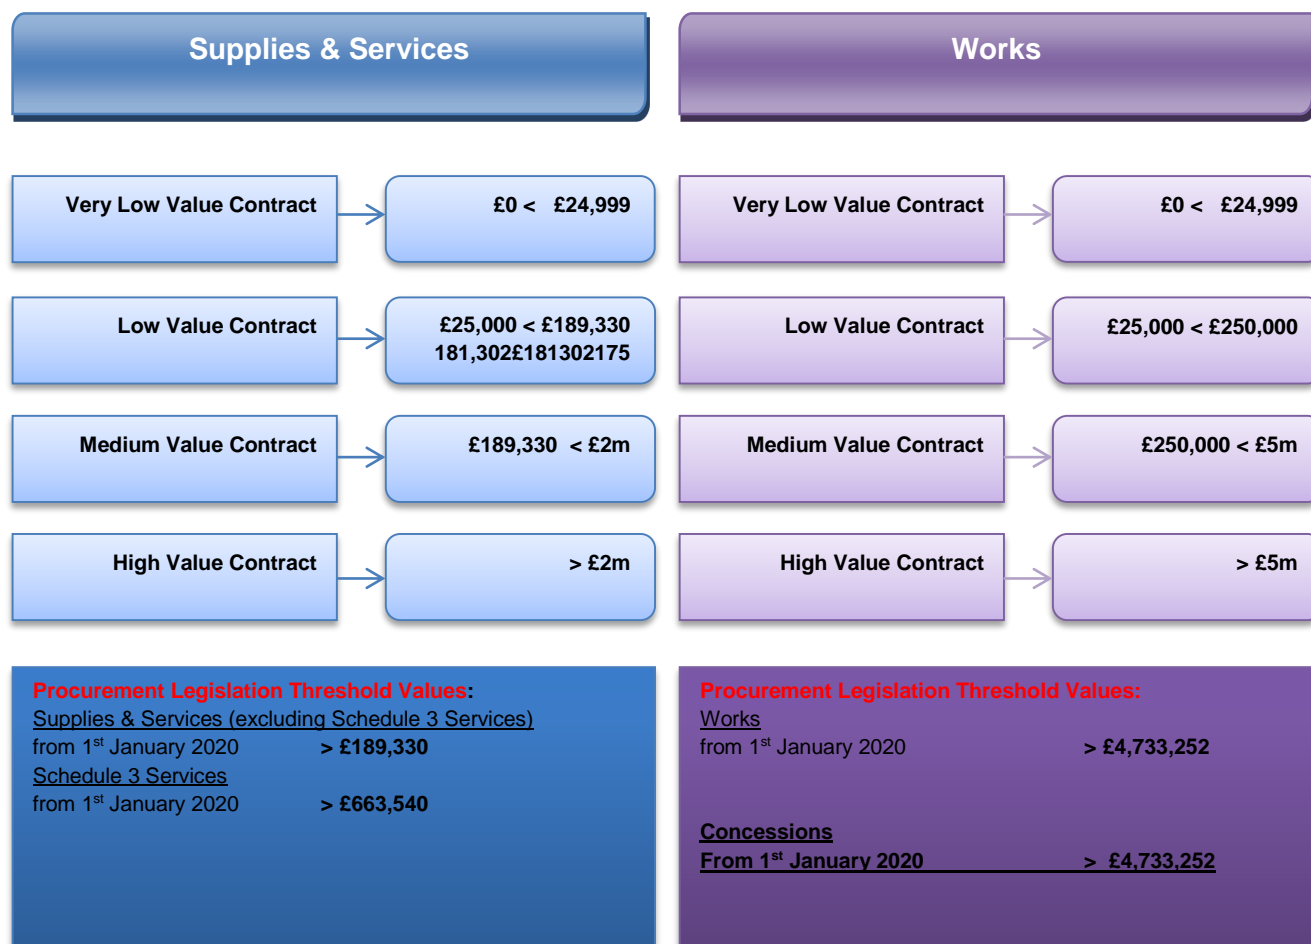 Supplies & Services
Very Low Value Contract
£0 < £24,999
Low Value Contract
£25,000 < £189,330
181,302£181302175
Medium Value Contract
£189,330 < £2m
High Value Contract
> £2m
Procurement Legislation Threshold Values:
Supplies & Services (excluding Schedule 3 Services)
from 1st January 2020 > £189,330
Schedule 3 Services
from 1st January 2020 > £663,540
Works
Very Low Value Contract
£0 < £24,999
Low Value Contract
£25,000 < £250,000
Medium Value Contract
£250,000 < £5m
High Value Contract
> £5m
Procurement Legislation Threshold Values:
Works
from 1st January 2020 > £4,733,252
Concessions
From 1st January 2020 > £4,733,252